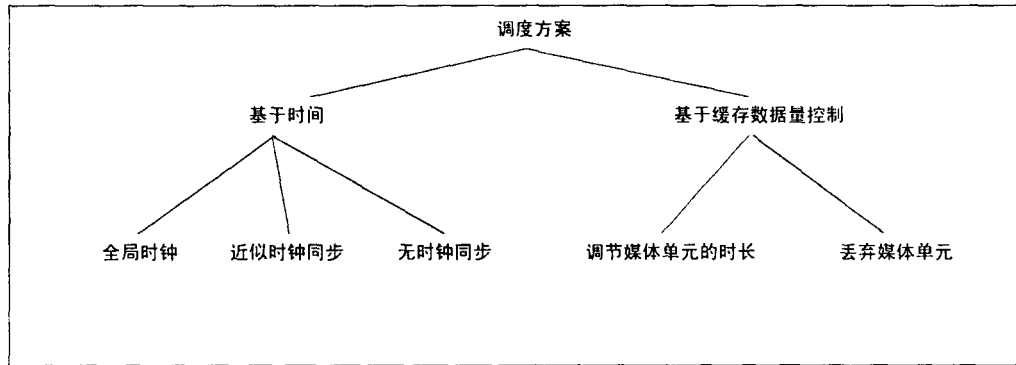 调度方案
基于时间
基于缓存数据量控制
全局时钟
近似时钟同步
无时钟同步
调节媒体单元的时长
丢弃媒体单元